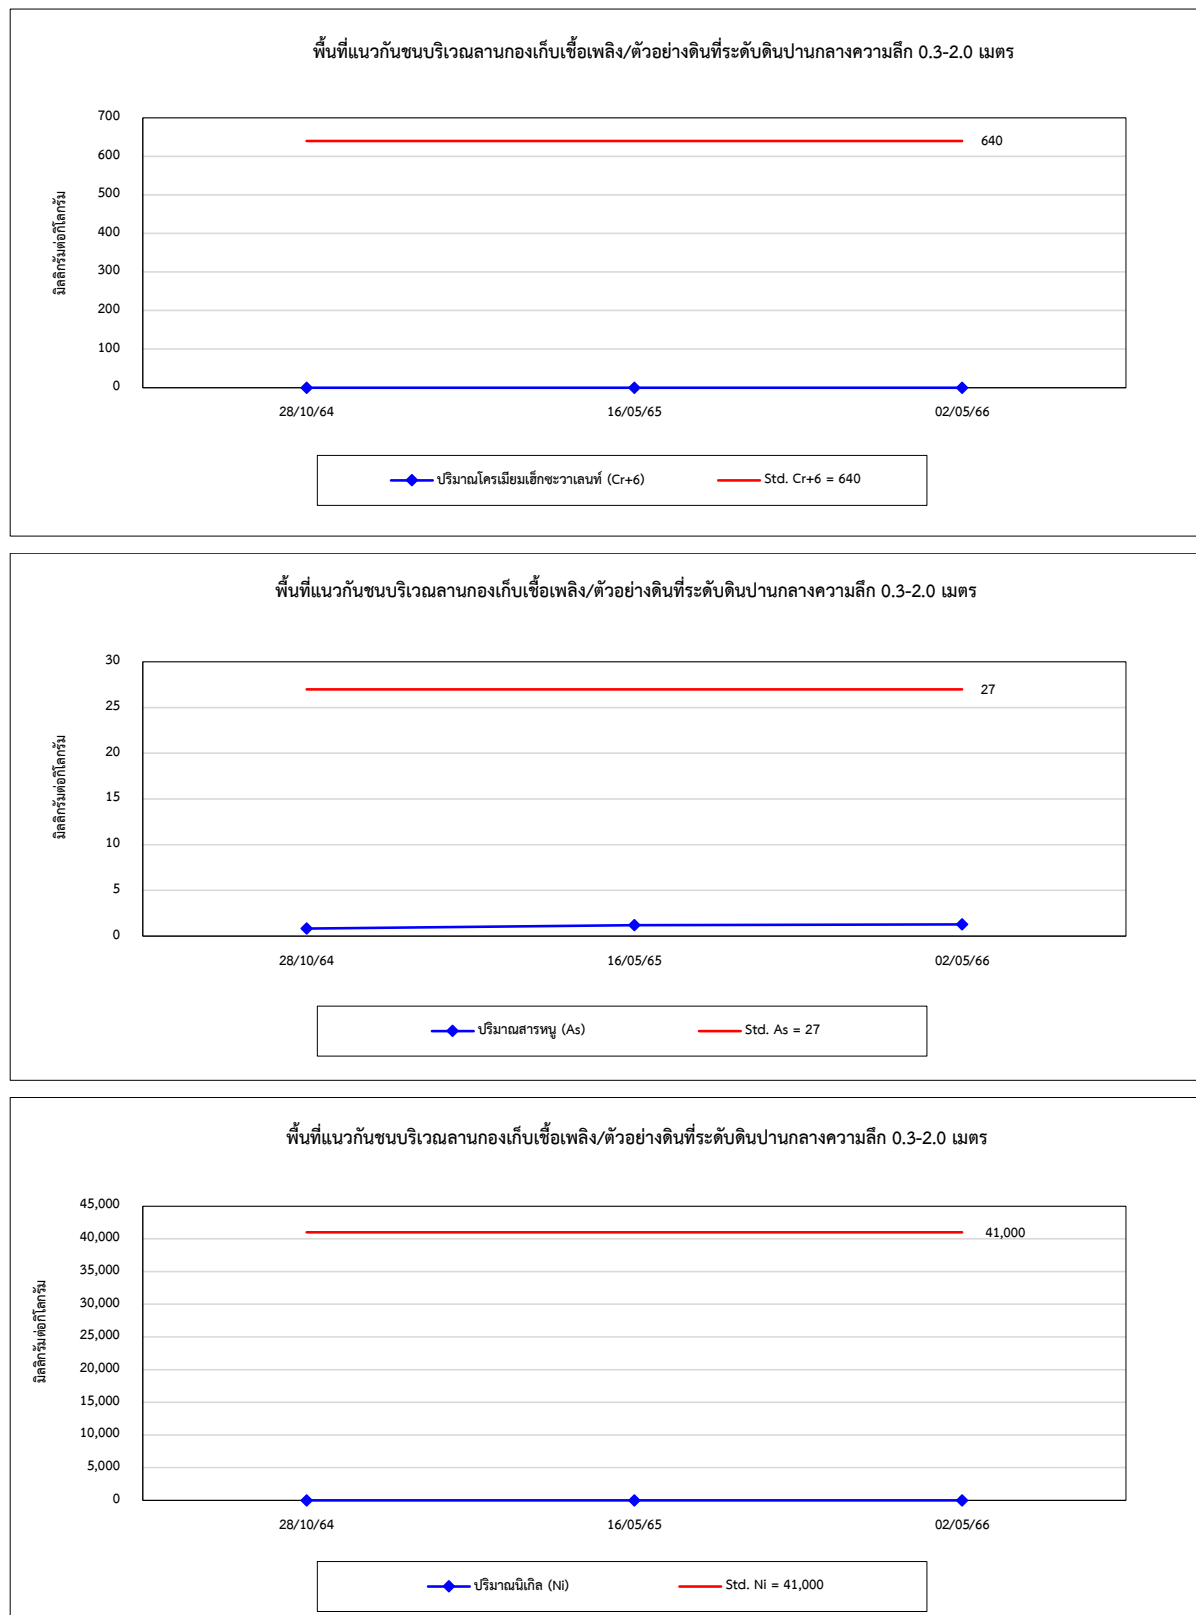 พื้นที่แนวกันชนบริเวณลานกองเก็บเชื้อเพลิง/ตัวอย่างดินที่ระดับดินปานกลางความลึก 0.3-2.0 เมตร
มิลลิกรัมต่อกิโลกรัม
700
600
500
400
300
200
100
0
640
28/10/64 16/05/65 02/05/66
ปริมาณโครเมียมเฮ็กซะวาเลนท์ (Cr+6) Std. Cr+6 = 640
พื้นที่แนวกันชนบริเวณลานกองเก็บเชื้อเพลิง/ตัวอย่างดินที่ระดับดินปานกลางความลึก 0.3-2.0 เมตร
มิลลิกรัมต่อกิโลกรัม
30
25
20
15
10
5
0
27
28/10/64 16/05/65 02/05/66
ปริมาณสารหนู (As) Std. As = 27
พื้นที่แนวกันชนบริเวณลานกองเก็บเชื้อเพลิง/ตัวอย่างดินที่ระดับดินปานกลางความลึก 0.3-2.0 เมตร
มิลลิกรัมต่อกิโลกรัม
45,000
40,000
35,000
30,000
25,000
20,000
15,000
10,000
5,000
0
41,000
28/10/64 16/05/65 02/05/66
ปริมาณนิเกิล (Ni) Std. Ni = 41,000